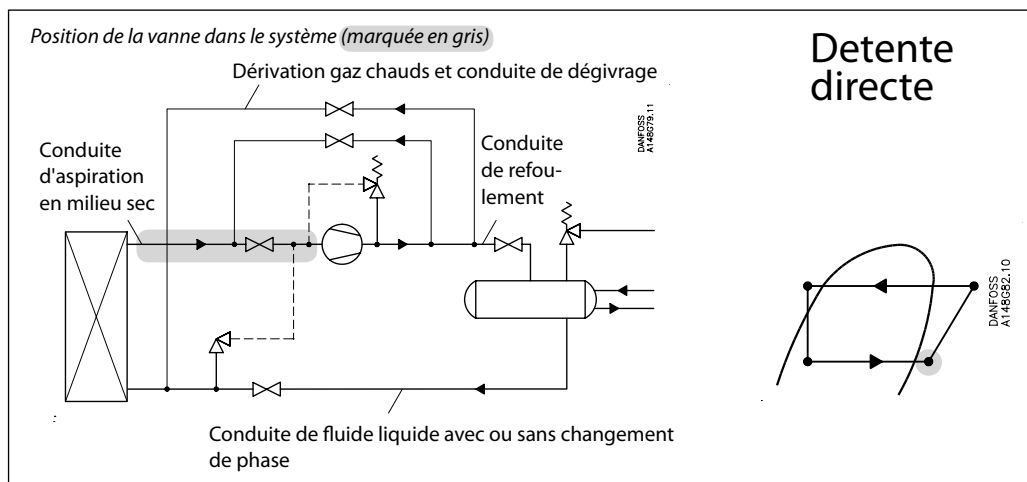 Position de la vanne dans le système (marquée en gris)
Detente
directe
Dérivation gaz chauds et conduite de dégivrage
DANFOSS
A148G79.11
Conduite
d'aspiration
en milieu sec
Conduite
de refou-
lement
DANFOSS
A148G82.10
Conduite de fluide liquide avec ou sans changement
de phase